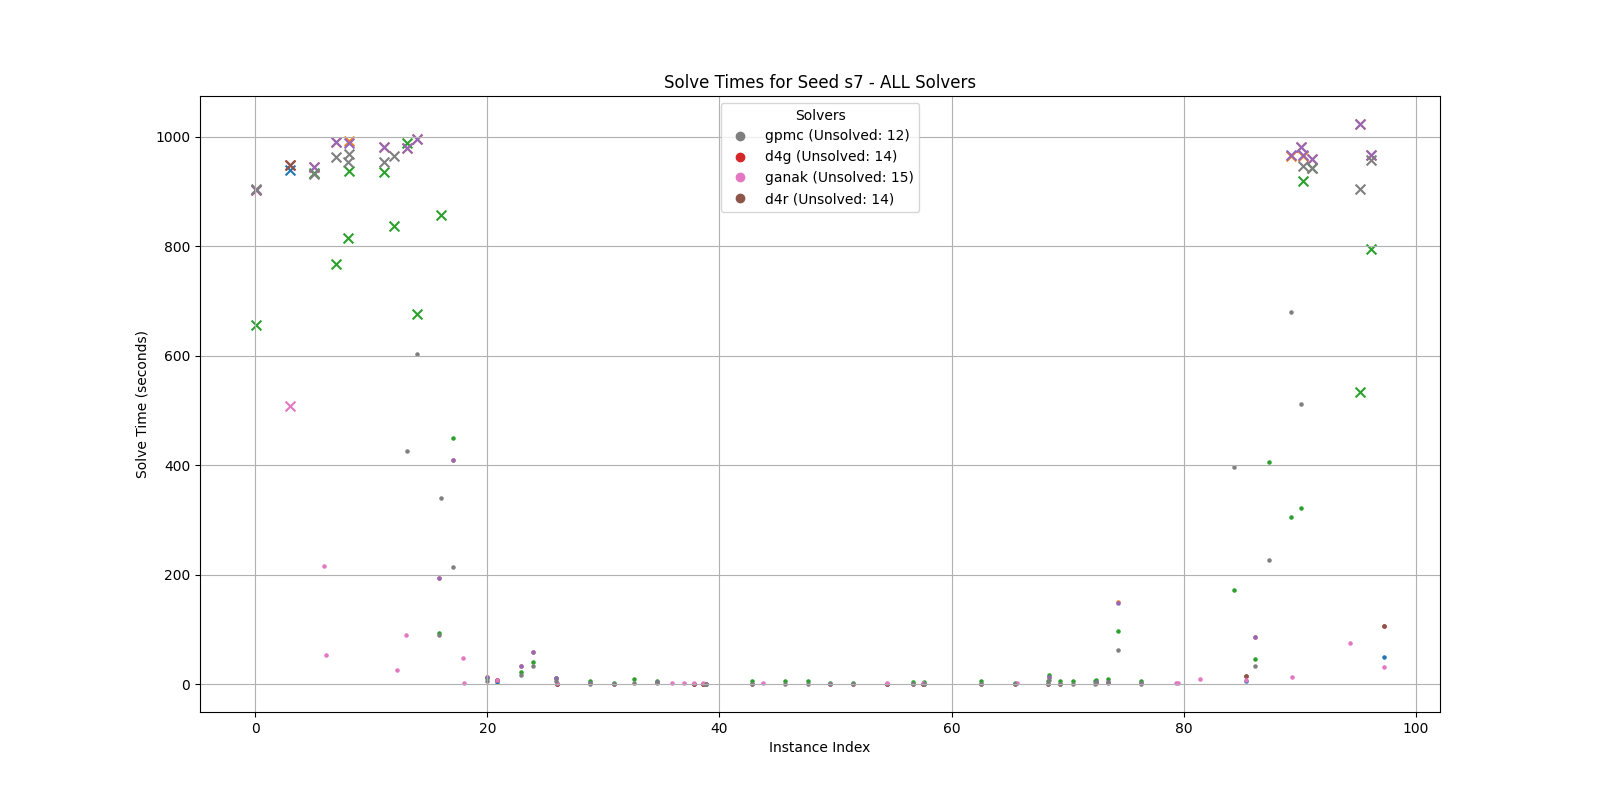 Solve Times for Seed s7 - ALL Solvers
Solvers
gpmc (Unsolved: 12)
d4g (Unsolved: 14)
ganak (Unsolved: 15)
d4r (Unsolved: 14)
Solve Time (seconds)
1000
800
600
400
200
0
0 20 40 60 80 100
Instance Index